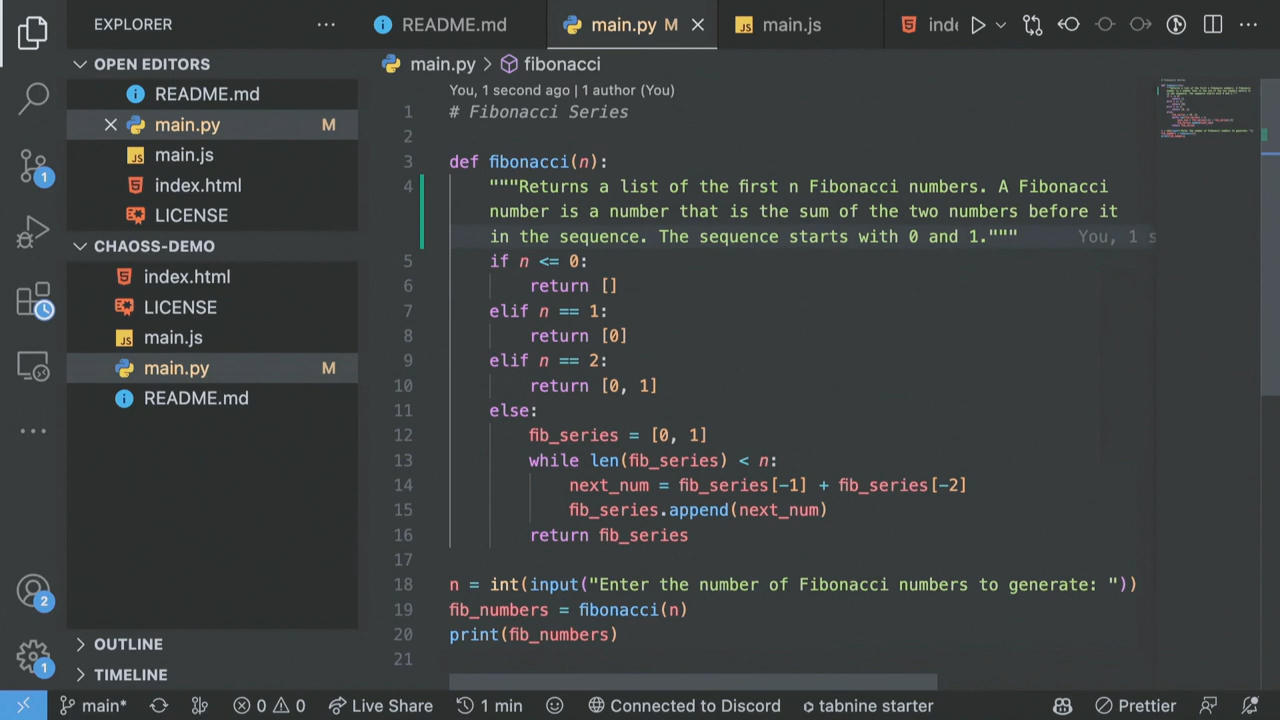 EXPLORER
OPEN EDITORS
README.md
main.py M
main.js
index.html
LICENSE
CHAOSS-DEMO
index.html
LICENSE
main.js
main.py M
README.md
OUTLINE
TIMELINE
README.md main.py M main.js
main.py > fibonacci
You, 1 second ago | 1 author (You)
1 # Fibonacci Series
2
3 def fibonacci(n):
4 """Returns a list of the first n Fibonacci numbers. A Fibonacci
number is a number that is the sum of the two numbers before it
in the sequence. The sequence starts with 0 and 1.""" You, 1 s
5 if n <= 0:
6 return []
7 elif n == 1:
8 return [0]
9 elif n == 2:
10 return [0, 1]
11 else:
12 fib_series = [0, 1]
13 while len(fib_series) < n:
14 next_num = fib_series[-1] + fib_series[-2]
15 fib_series.append(next_num)
16 return fib_series
17
18 n = int(input("Enter the number of Fibonacci numbers to generate: "))
19 fib_numbers = fibonacci(n)
20 print(fib_numbers)
21
1
2
1
main* 0 0 Live Share 1 min Connected to Discord tabnine starter Prettier